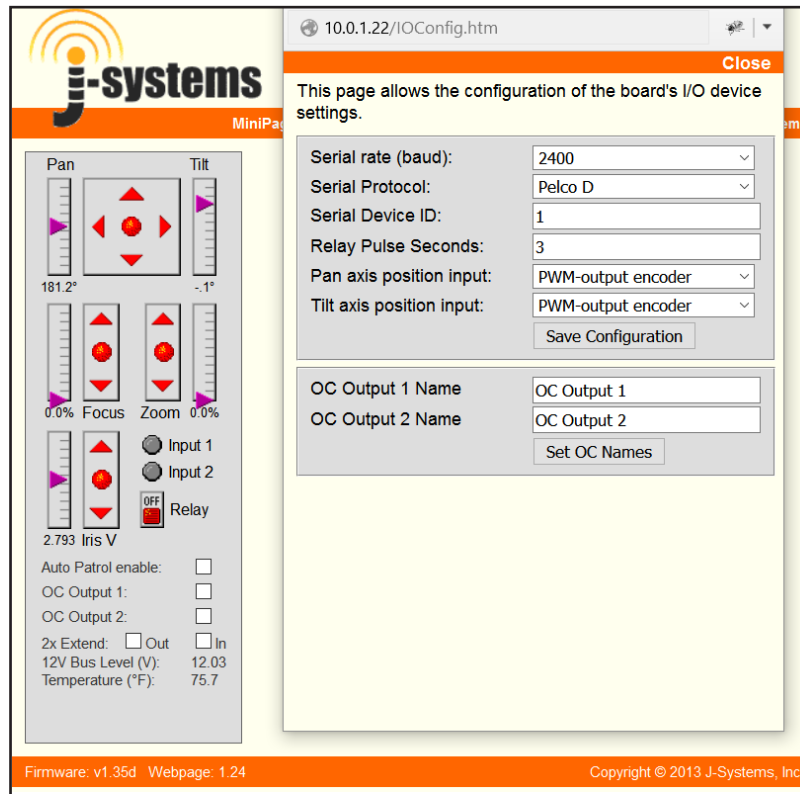 j-systems
MiniPa
em
Pan Tilt
181.2° -.1°
0.0% Focus Zoom 0.0%
Input 1
Input 2
OFF
Relay
2.793 Iris V
Auto Patrol enable:
OC Output 1:
OC Output 2:
2x Extend: Out In
12V Bus Level (V): 12.03
Temperature (°F): 75.7
10.0.1.22/IOConfig.htm
Close
This page allows the configuration of the board's I/O device
settings.
Serial rate (baud): 2400
Serial Protocol: Pelco D
Serial Device ID: 1
Relay Pulse Seconds: 3
Pan axis position input: PWM-output encoder
Tilt axis position input: PWM-output encoder
Save Configuration
OC Output 1 Name OC Output 1
OC Output 2 Name OC Output 2
Set OC Names
Firmware: v1.35d Webpage: 1.24 Copyright © 2013 J-Systems, Inc